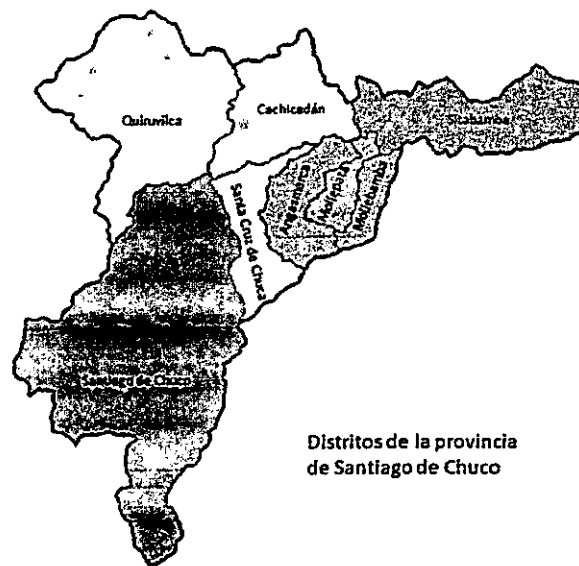 Quiruvilca
Cachicadán
Sitabamba
Angasmarca
Mollepata
Mollebamba
Santa Cruz de Chuca
Santiago de Chuco
Distritos de la provincia
de Santiago de Chuco